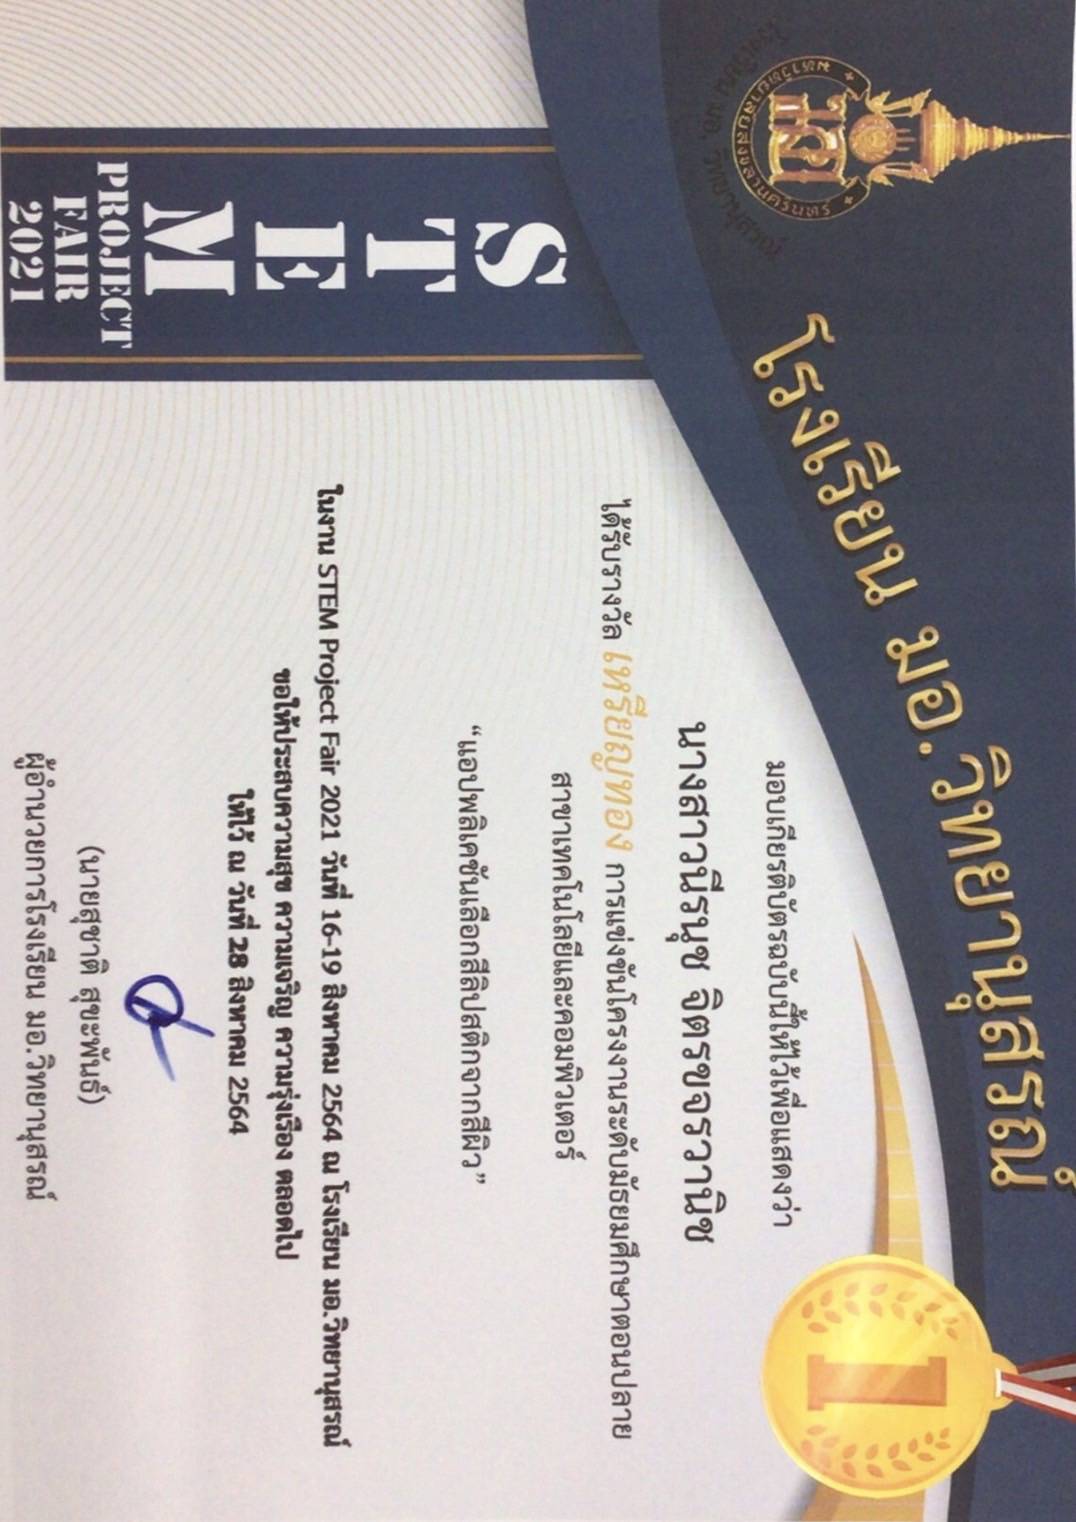 โรงเรียน มอ.วิทยานุสรณ์
มหาวิทยาลัยสงขลานครินทร์
โรงเรียน มอ. วิทยานุสรณ์
1
มอบเกียรติบัตรฉบับนี้ให้ไว้เพื่อแสดงว่า
นางสาวนีรนุช จิตรขจรวานิช
ได้รับรางวัล เหรียญทอง การแข่งขันโครงงานระดับมัธยมศึกษาตอนปลาย
สาขาเทคโนโลยีและคอมพิวเตอร์
“แอปพลิเคชันเลือกสีลิปสติกจากสีผิว”
ในงาน STEM Project Fair 2021 วันที่ 16-19 สิงหาคม 2564 ณ โรงเรียน มอ.วิทยานุสรณ์
ขอให้ประสบความสุข ความเจริญ ความรุ่งเรือง ตลอดไป
ให้ไว้ ณ วันที่ 28 สิงหาคม 2564
(นายสุชาติ สุขะพันธ์)
ผู้อำนวยการโรงเรียน มอ.วิทยานุสรณ์
STEM
PROJECT
FAIR
2021